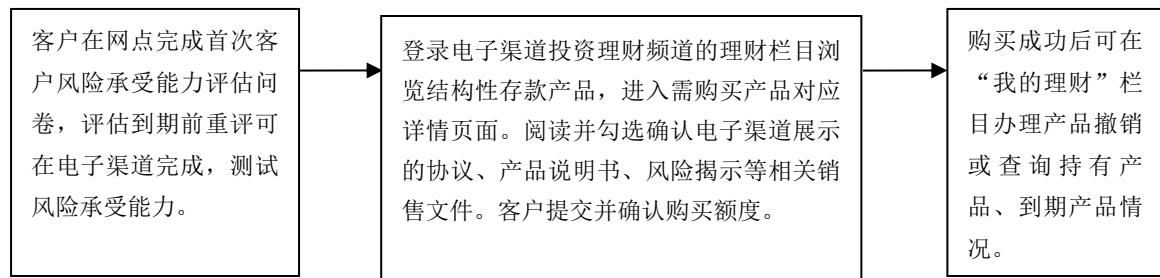 客户在网点完成首次客
户风险承受能力评估问
卷，评估到期前重评可
在电子渠道完成，测试
风险承受能力。
登录电子渠道投资理财频道的理财栏目浏
览结构性存款产品，进入需购买产品对应
详情页面。阅读并勾选确认电子渠道展示
的协议、产品说明书、风险揭示等相关销
售文件。客户提交并确认购买额度。
购买成功后可在
“我的理财”栏
目办理产品撤销
或查询持有产
品、到期产品情
况。